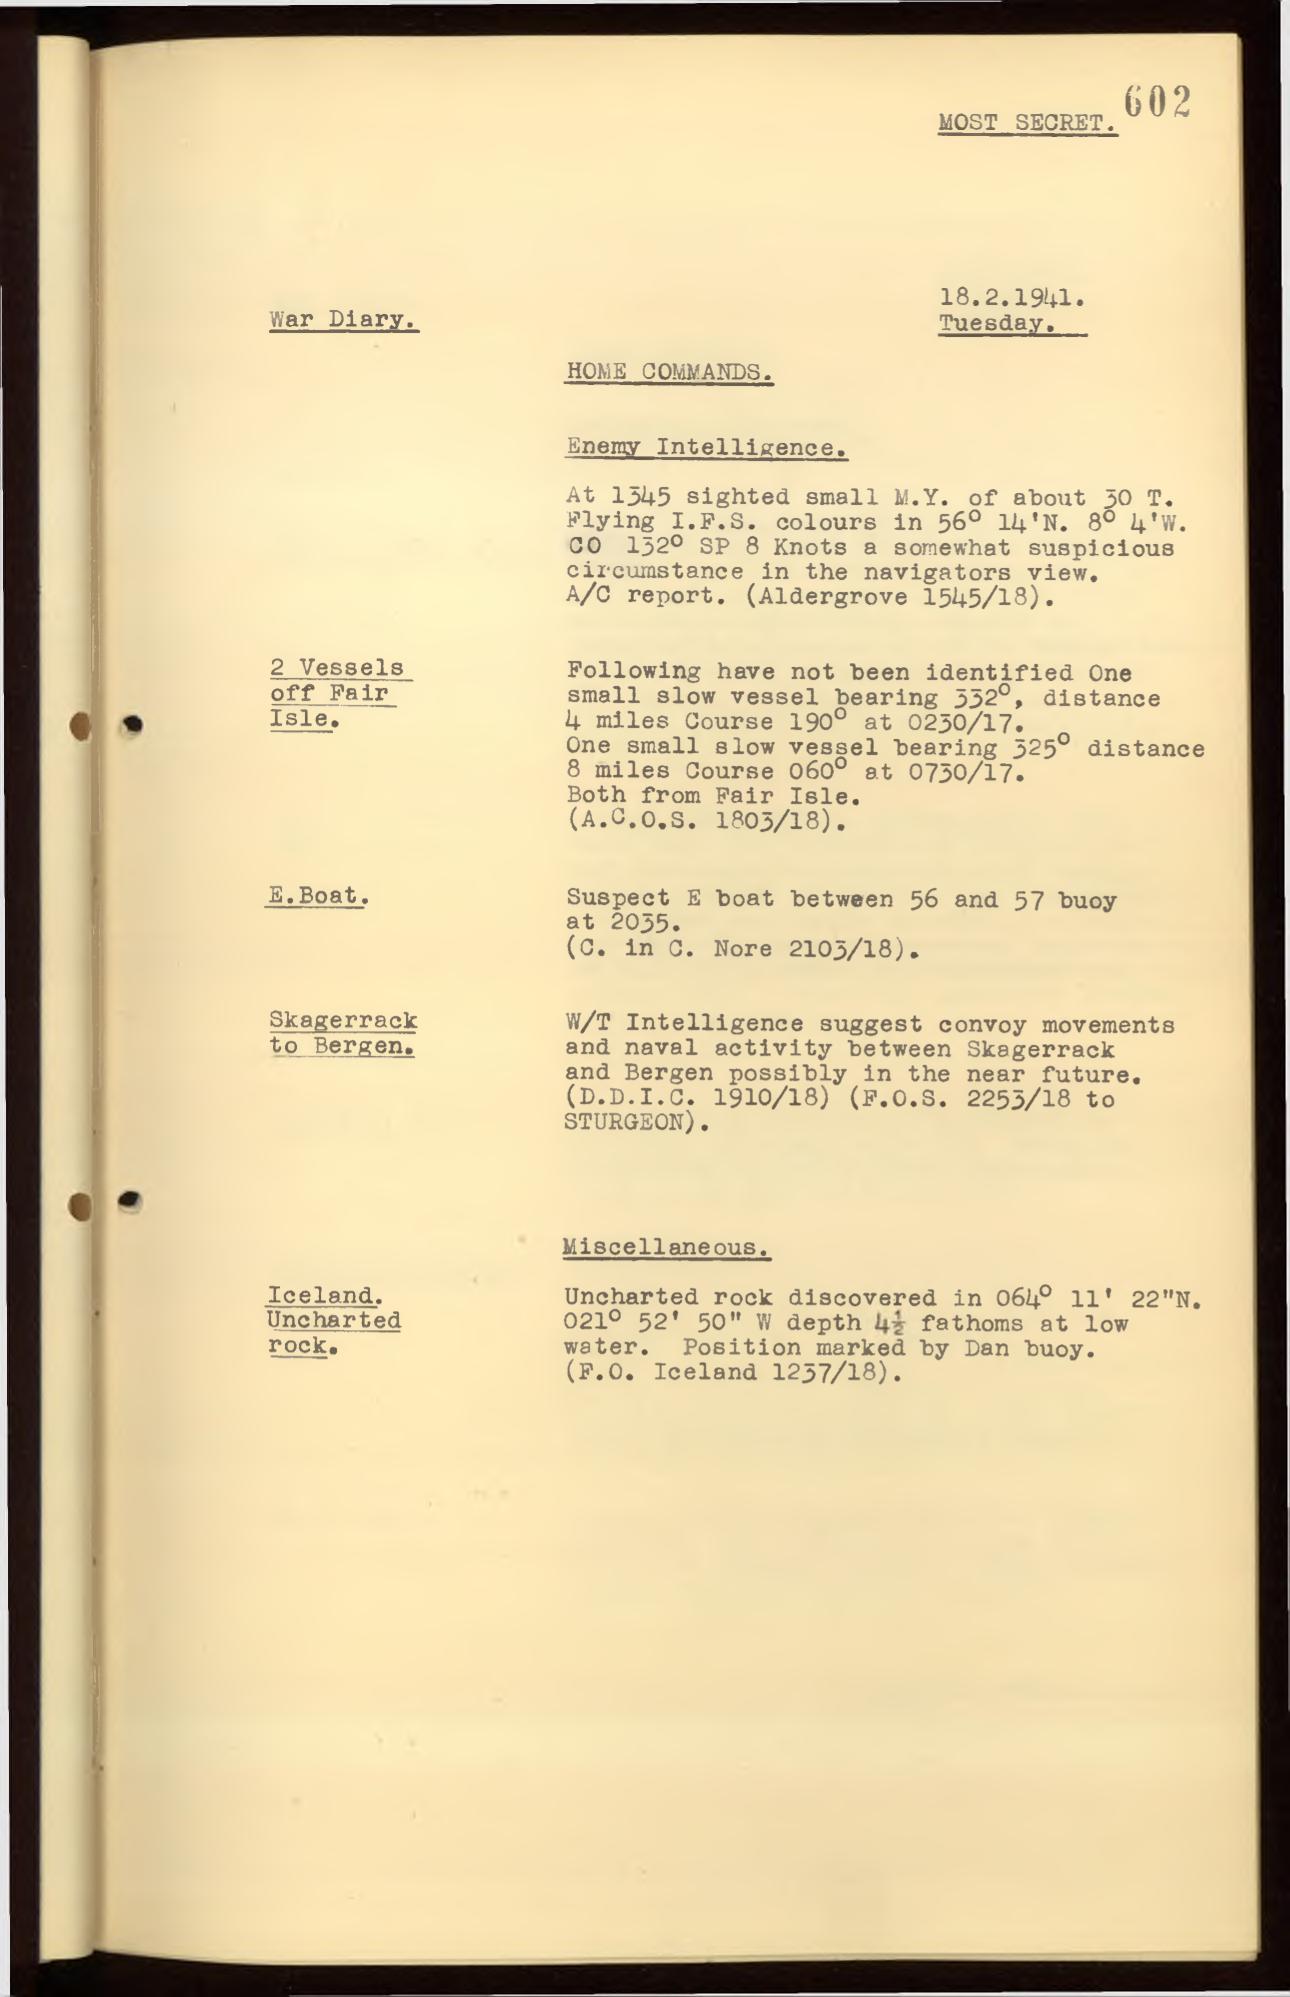 602
MOST SECRET.
18.2.1941.
War Diary.
Tuesday.
HOME COMMANDS.
Enemy Intelligence.
At 1345 sighted small M.Y. of about 30 T.
Flying I.F.S. colours in 56° 14'N. 8° 4'W.
CO 132° SP 8 Knots a somewhat suspicious
circumstance in the navigators view.
A/C report. (Aldergrove 1545/18).
2 Vessels
off Fair
Isle.
Following have not been identified One
small slow vessel bearing 332°, distance
4 miles Course 190° at 0230/17.
One small slow vessel bearing 325° distance
8 miles Course 060° at 0730/17.
Both from Fair Isle.
(A.C.O.S. 1803/18).
E.Boat.
Suspect E boat between 56 and 57 buoy
at 2035.
(C. in C. Nore 2103/18).
Skagerrack
to Bergen.
W/T Intelligence suggest convoy movements
and naval activity between Skagerrack
and Bergen possibly in the near future.
(D.D.I.C. 1910/18) (F.O.S. 2253/18 to
STURGEON).
Miscellaneous.
Iceland.
Uncharted
rock.
Uncharted rock discovered in 064° 11' 22"N.
021° 52' 50" W depth 4½ fathoms at low
water. Position marked by Dan buoy.
(F.O. Iceland 1237/18).